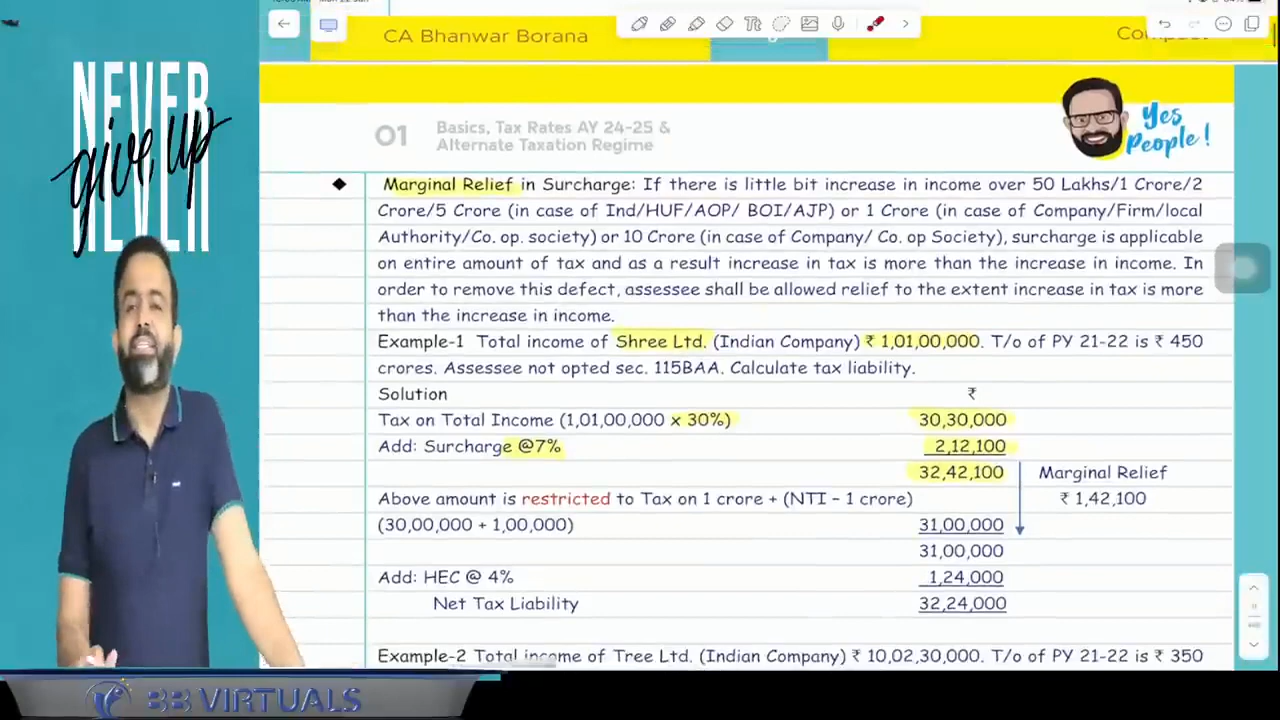 CA Bhanwar Borana
NEVER
give up
NEVER
01
Basics, Tax Rates AY 24-25 &
Alternate Taxation Regime
Yes
People !
◆ Marginal Relief in Surcharge: If there is little bit increase in income over 50 Lakhs/1 Crore/2
Crore/5 Crore (in case of Ind/HUF/AOP/ BOI/AJP) or 1 Crore (in case of Company/Firm/local
Authority/Co. op. society) or 10 Crore (in case of Company/ Co. op Society), surcharge is applicable
on entire amount of tax and as a result increase in tax is more than the increase in income. In
order to remove this defect, assessee shall be allowed relief to the extent increase in tax is more
than the increase in income.
Example-1 Total income of Shree Ltd. (Indian Company) ₹ 1,01,00,000. T/o of PY 21-22 is ₹ 450
crores. Assessee not opted sec. 115BAA. Calculate tax liability.
Solution ₹
Tax on Total Income (1,01,00,000 x 30%) 30,30,000
Add: Surcharge @7% 2,12,100
32,42,100 Marginal Relief
Above amount is restricted to Tax on 1 crore + (NTI – 1 crore) ₹ 1,42,100
(30,00,000 + 1,00,000) 31,00,000
31,00,000
Add: HEC @ 4% 1,24,000
Net Tax Liability 32,24,000
Example-2 Total income of Tree Ltd. (Indian Company) ₹ 10,02,30,000. T/o of PY 21-22 is ₹ 350
BB VIRTUALS